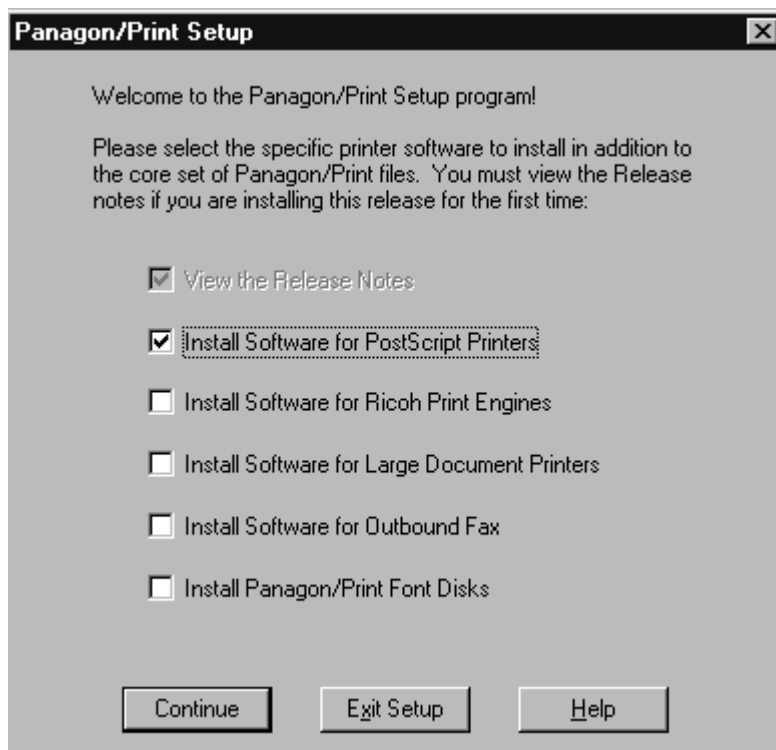 Panagon/Print Setup
Welcome to the Panagon/Print Setup program!
Please select the specific printer software to install in addition to
the core set of Panagon/Print files. You must view the Release
notes if you are installing this release for the first time:
View the Release Notes
Install Software for PostScript Printers
Install Software for Ricoh Print Engines
Install Software for Large Document Printers
Install Software for Outbound Fax
Install Panagon/Print Font Disks
Continue
Exit Setup
Help